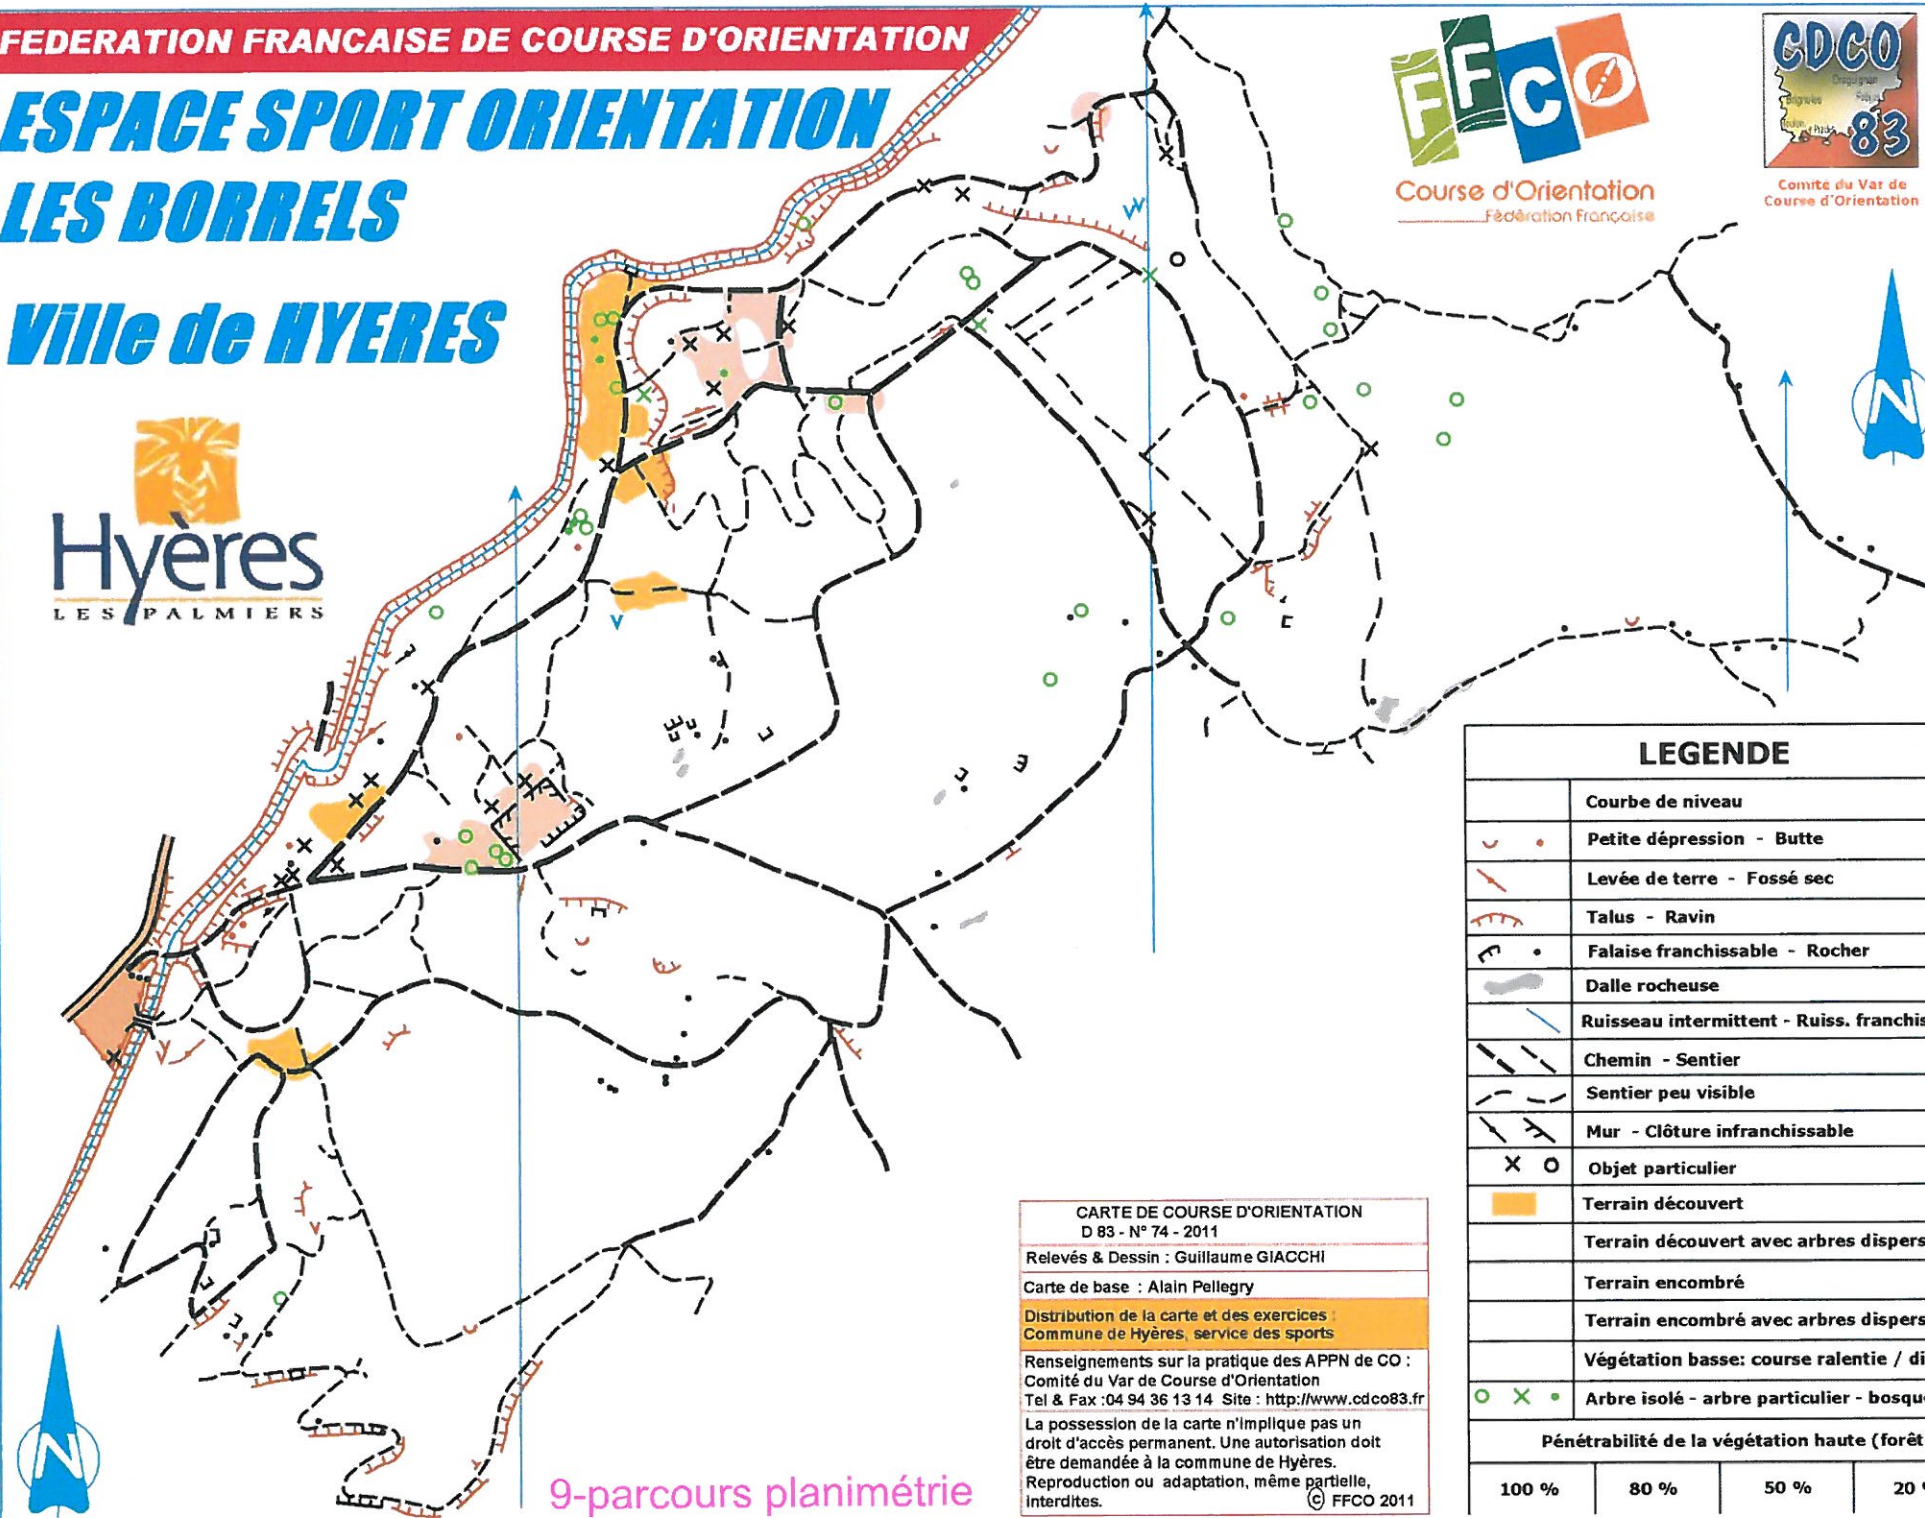 FEDERATION FRANCAISE DE COURSE D'ORIENTATION
ESPACE SPORT ORIENTATION
LES BORRELS
Ville de HYERES
Hyères
LES PALMIERS
FFCO
Course d'Orientation
Fédération Française
CDCO
83
Comité du Var de
Course d'Orientation
N
N
LEGENDE
Courbe de niveau
Petite dépression - Butte
Levée de terre - Fossé sec
Talus - Ravin
Falaise franchissable - Rocher
Dalle rocheuse
Ruisseau intermittent - Ruiss. franchis
Chemin - Sentier
Sentier peu visible
Mur - Clôture infranchissable
Objet particulier
Terrain découvert
Terrain découvert avec arbres dispers
Terrain encombré
Terrain encombré avec arbres dispers
Végétation basse: course ralentie / di
Arbre isolé - arbre particulier - bosqu
Pénétrabilité de la végétation haute (forêt
100 % 80 % 50 % 20
CARTE DE COURSE D'ORIENTATION
D 83 - N° 74 - 2011
Relevés & Dessin : Guillaume GIACCHI
Carte de base : Alain Pellegry
Distribution de la carte et des exercices :
Commune de Hyères, service des sports
Renseignements sur la pratique des APPN de CO :
Comité du Var de Course d'Orientation
Tel & Fax :04 94 36 13 14 Site : http://www.cdco83.fr
La possession de la carte n'implique pas un
droit d'accès permanent. Une autorisation doit
être demandée à la commune de Hyères.
Reproduction ou adaptation, même partielle,
interdites. © FFCO 2011
9-parcours planimétrie